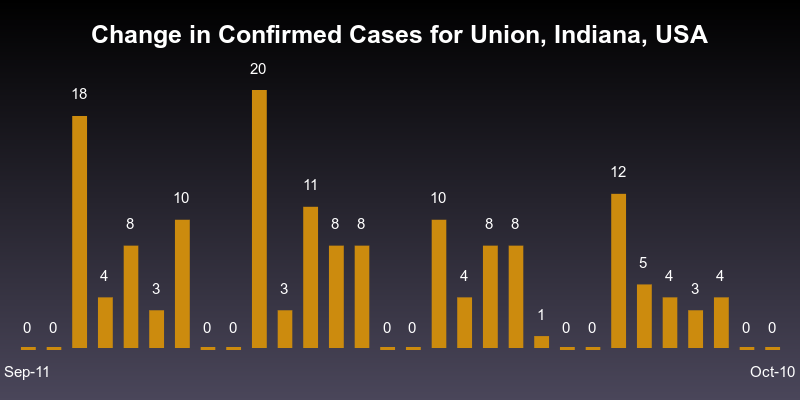 Change in Confirmed Cases for Union, Indiana, USA
0 0 18 4 8 3 10 0 0 20 3 11 8 8 0 0 10 4 8 8 1 0 0 12 5 4 3 4 0 0
Sep-11 Oct-10